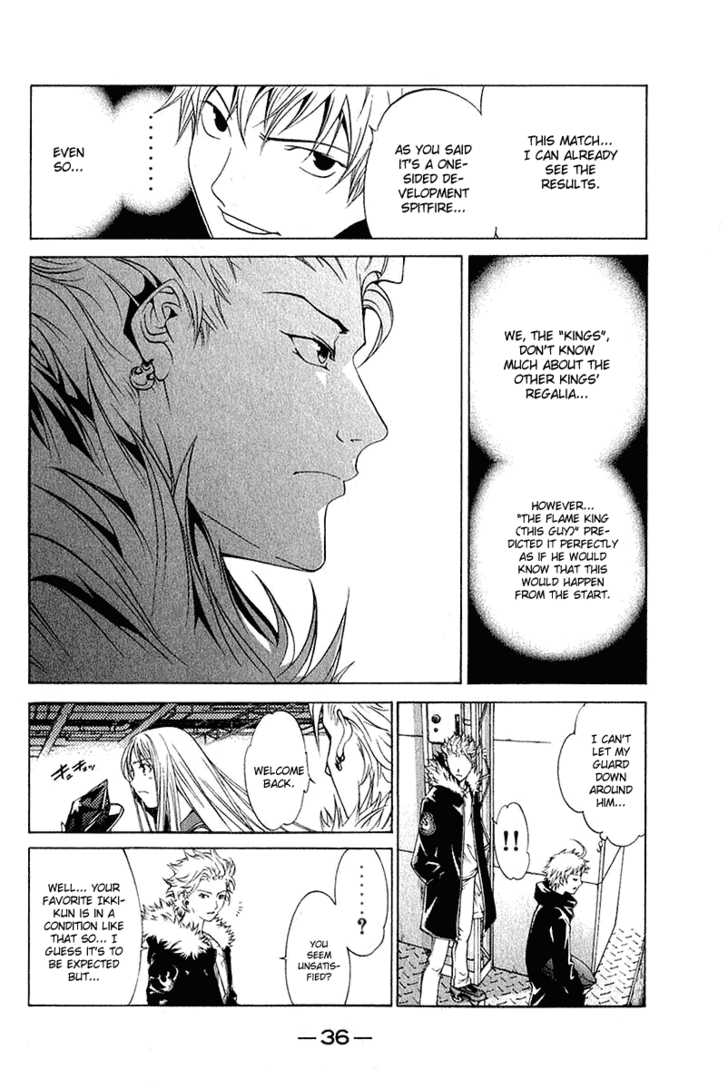 THIS MATCH...
I CAN ALREADY
SEE THE
RESULTS.
AS YOU SAID
IT'S A ONE-
SIDED DE-
VELOPMENT
SPITFIRE...
......
EVEN
SO...
WE, THE "KINGS",
DON'T KNOW
MUCH ABOUT THE
OTHER KINGS'
REGALIA...
HOWEVER...
"THE FLAME KING
(THIS GUY)" PRE-
DICTED IT PERFECTLY
AS IF HE WOULD
KNOW THAT THIS
WOULD HAPPEN
FROM THE START.
I CAN'T
LET MY
GUARD
DOWN
AROUND
HIM...
!!
WELCOME
BACK.
......?
YOU
SEEM
UNSATIS-
FIED?
WELL... YOUR
FAVORITE IKKI-
KUN IS IN A
CONDITION LIKE
THAT SO... I
GUESS IT'S TO
BE EXPECTED
BUT...
— 36 —